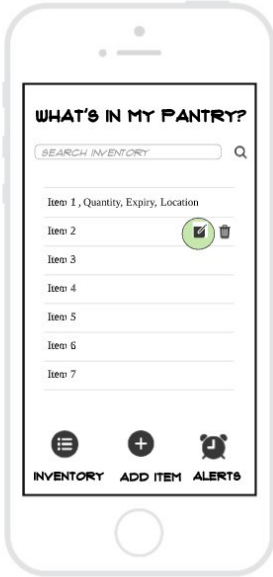 WHAT'S IN MY PANTRY?
SEARCH INVENTORY
Item 1 , Quantity, Expiry, Location
Item 2
Item 3
Item 4
Item 5
Item 6
Item 7
INVENTORY ADD ITEM ALERTS